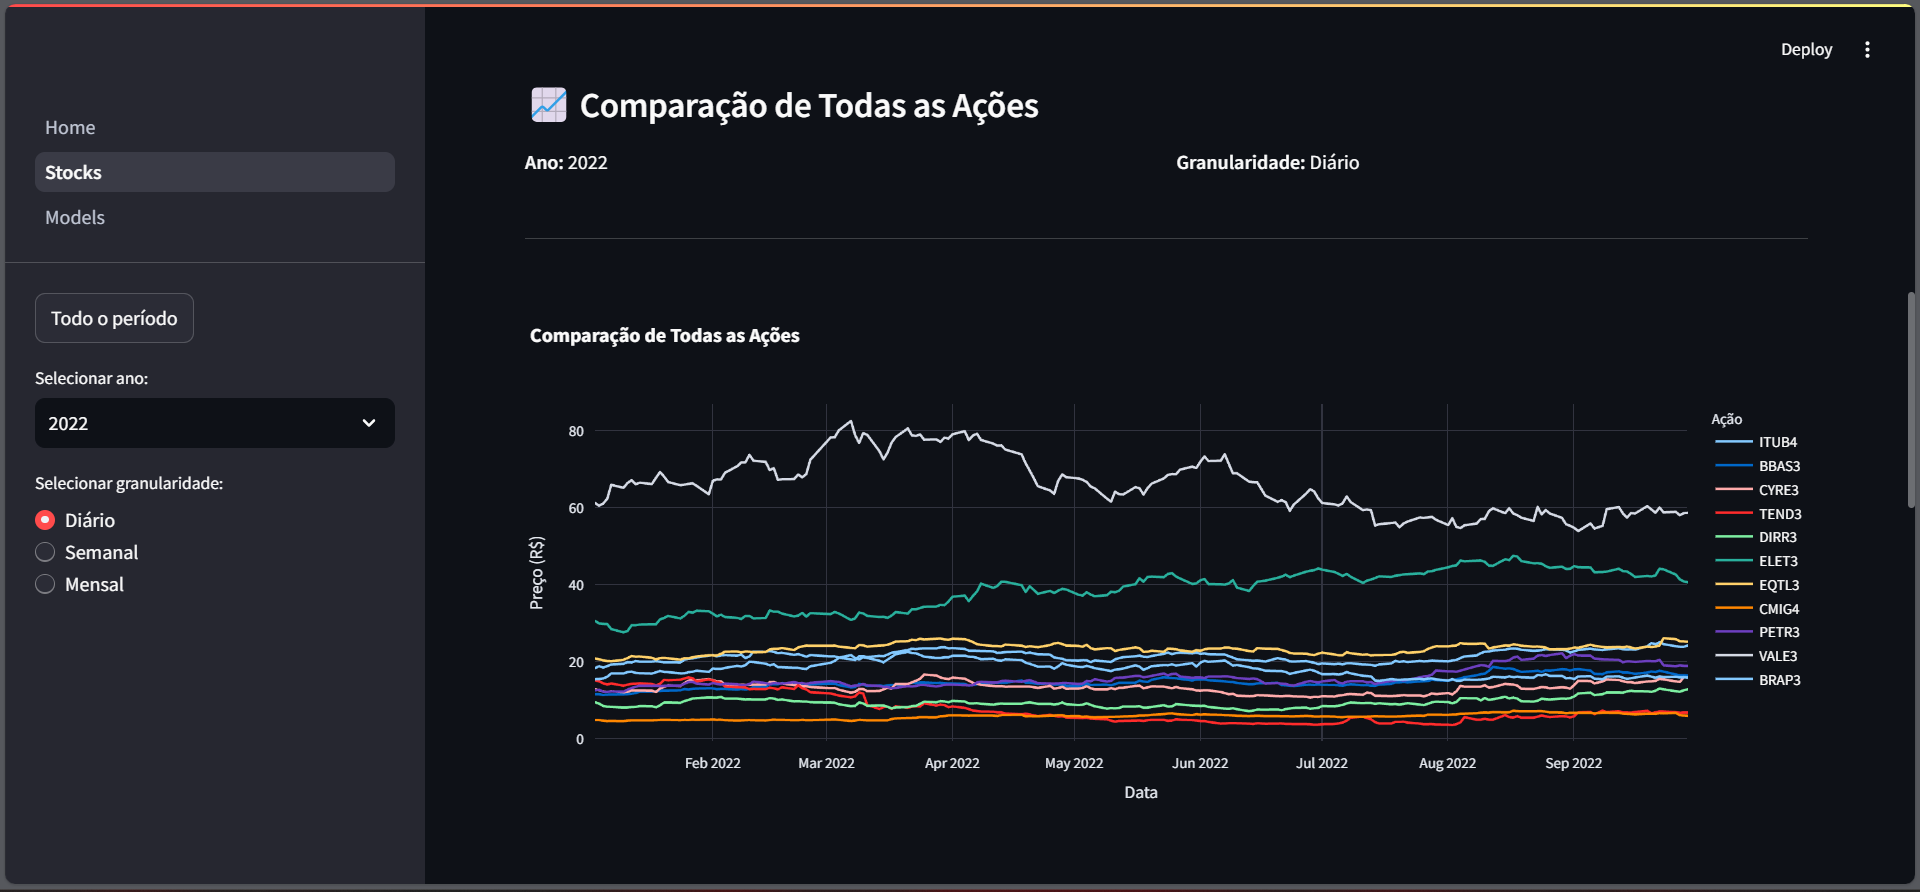 Deploy
Home
Stocks
Models
Todo o período
Selecionar ano:
2022
Selecionar granularidade:
Diário
Semanal
Mensal
Comparação de Todas as Ações
Ano: 2022
Granularidade: Diário
Comparação de Todas as Ações
Preço (R$)
80
60
40
20
0
Feb 2022 Mar 2022 Apr 2022 May 2022 Jun 2022 Jul 2022 Aug 2022 Sep 2022
Data
Ação
ITUB4
BBAS3
CYRE3
TEND3
DIRR3
ELET3
EQTL3
CMIG4
PETR3
VALE3
BRAP3